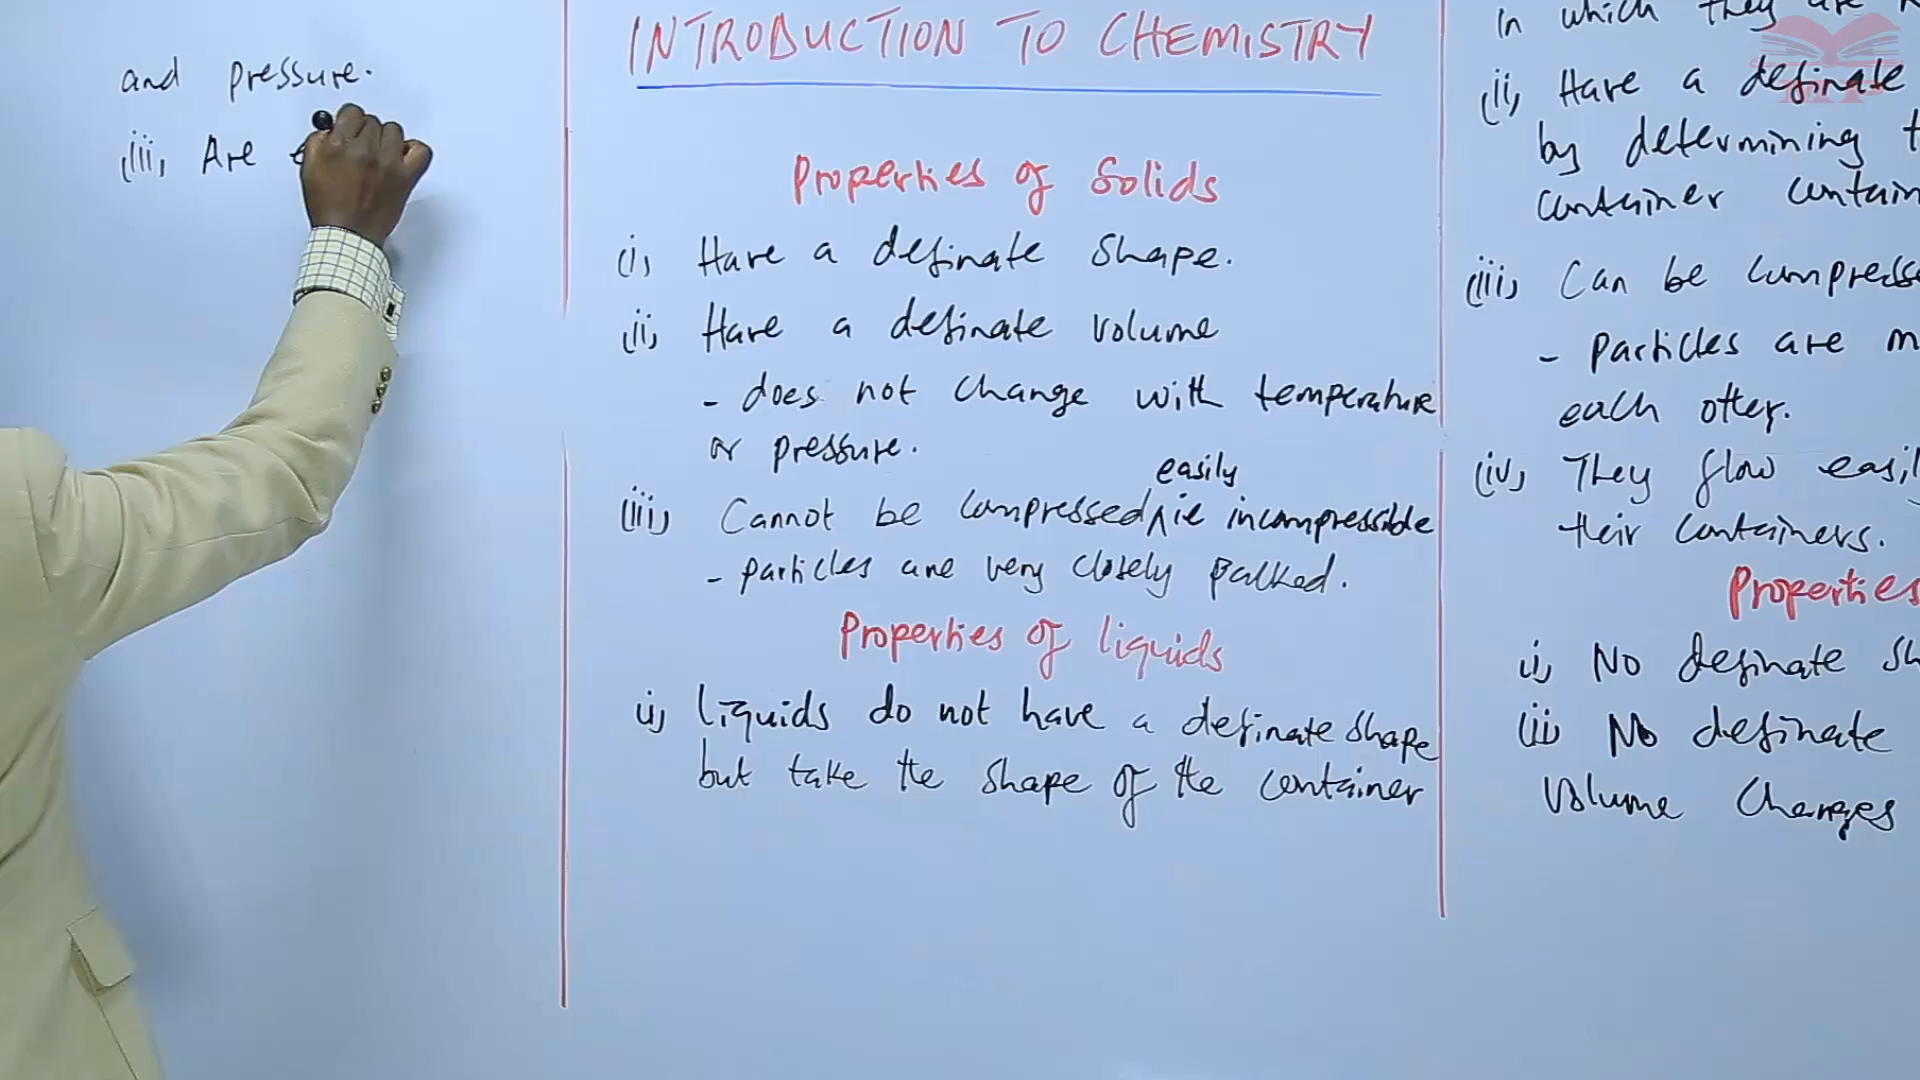 and pressure.
(iii) Are
INTRODUCTION TO CHEMISTRY
Properties of Solids
(i) Have a definate shape.
(ii) Have a definate volume
- does not change with temperature
or pressure.
easily
(iii) Cannot be compressed ie incompressible
- particles are very closely packed.
Properties of liquids
(i) liquids do not have a definate shape
but take the shape of the container
in which they are
(ii) Have a definate
by determining
container
(iii) Can be
- particles are
each other.
(iv) They flow
their containers.
Properties
(i) No definate
(ii) No definate
volume changes